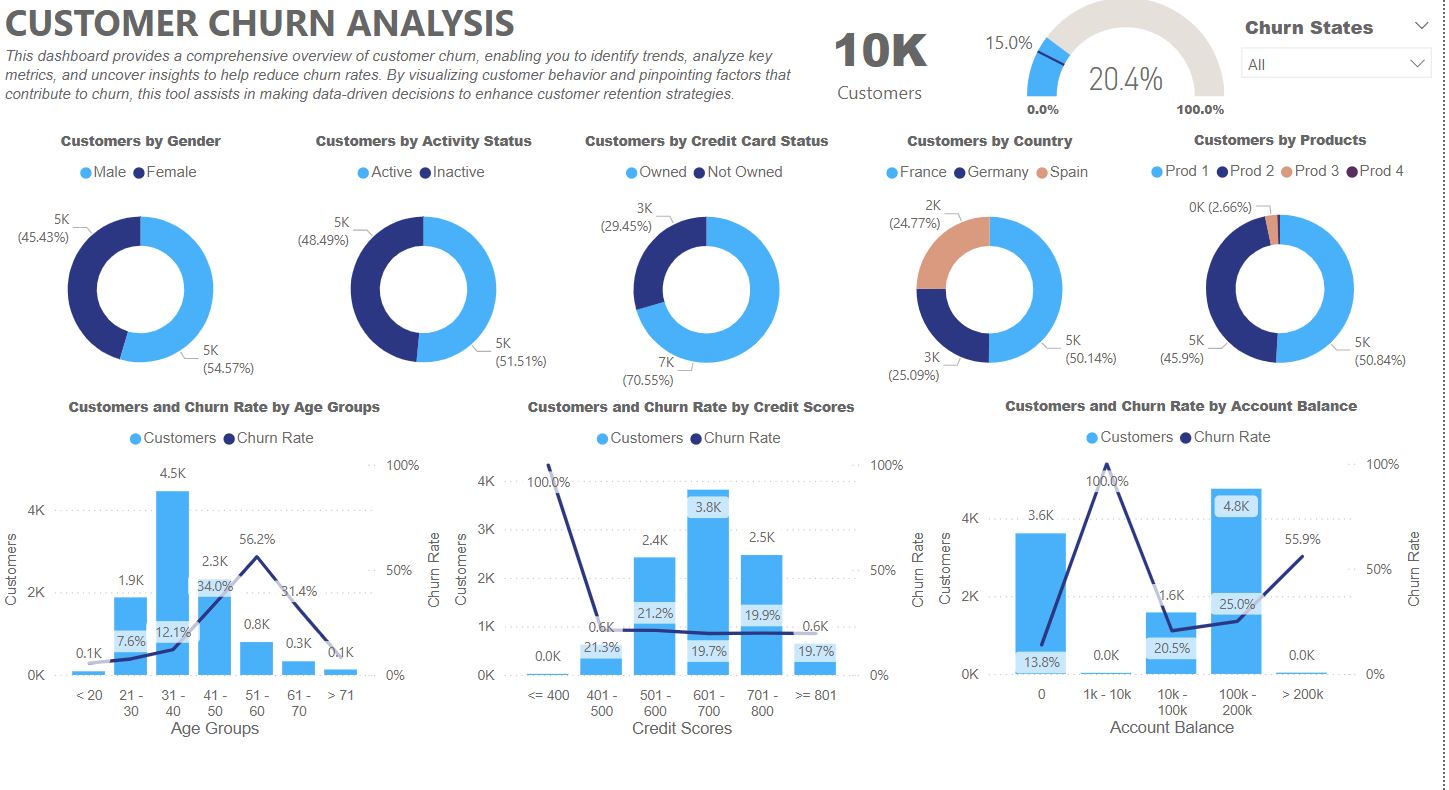 CUSTOMER CHURN ANALYSIS
This dashboard provides a comprehensive overview of customer churn, enabling you to identify trends, analyze key
metrics, and uncover insights to help reduce churn rates. By visualizing customer behavior and pinpointing factors that
contribute to churn, this tool assists in making data-driven decisions to enhance customer retention strategies.
10K
Customers
15.0%
20.4%
0.0%
100.0%
Churn States
All
Customers by Gender
Male
Female
5K
(45.43%)
5K
(54.57%)
Customers by Activity Status
Active
Inactive
5K
(48.49%)
5K
(51.51%)
Customers by Credit Card Status
Owned
Not Owned
3K
(29.45%)
7K
(70.55%)
Customers by Country
France
Germany
Spain
2K
(24.77%)
3K
(25.09%)
5K
(50.14%)
Customers by Products
Prod 1
Prod 2
Prod 3
Prod 4
0K (2.66%)
5K
(45.9%)
5K
(50.84%)
Customers and Churn Rate by Age Groups
Customers
Churn Rate
Customers
4K
2K
0K
100%
50%
0%
Churn Rate
0.1K
1.9K
4.5K
2.3K
0.8K
0.3K
0.1K
7.6%
12.1%
34.0%
56.2%
31.4%
< 20
21 -
30
31 -
40
41 -
50
51 -
60
61 -
70
> 71
Age Groups
Customers and Churn Rate by Credit Scores
Customers
Churn Rate
Customers
4K
3K
2K
1K
0K
100%
50%
0%
Churn Rate
100.0%
0.0K
0.6K
21.3%
2.4K
21.2%
3.8K
19.7%
2.5K
19.9%
0.6K
19.7%
<= 400
401 -
500
501 -
600
601 -
700
701 -
800
>= 801
Credit Scores
Customers and Churn Rate by Account Balance
Customers
Churn Rate
Customers
4K
2K
0K
100%
50%
0%
Churn Rate
3.6K
13.8%
100.0%
0.0K
1.6K
20.5%
4.8K
25.0%
55.9%
0.0K
0
1k - 10k
10k -
100k
100k -
200k
> 200k
Account Balance